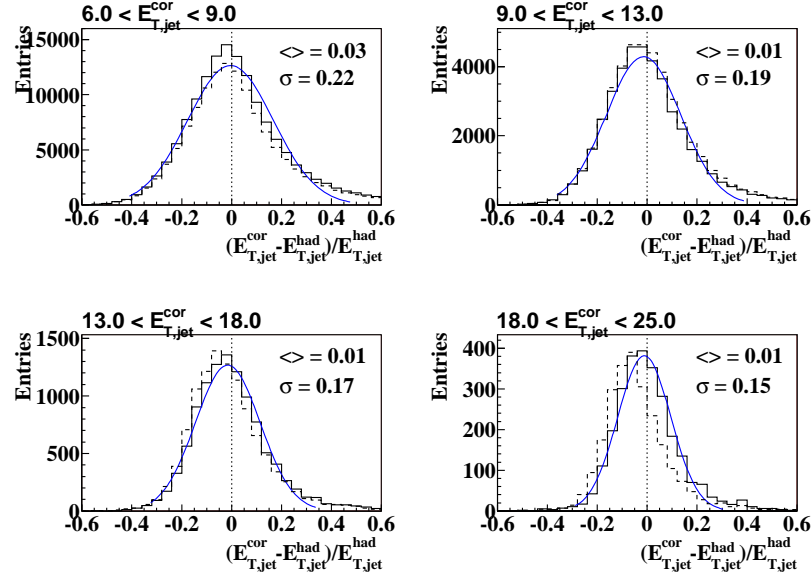 6.0 < E^cor_T,jet < 9.0
Entries
<> = 0.03
σ = 0.22
15000
10000
5000
0
-0.6 -0.4 -0.2 0 0.2 0.4 0.6
(E^cor_T,jet-E^had_T,jet)/E^had_T,jet
9.0 < E^cor_T,jet < 13.0
Entries
<> = 0.01
σ = 0.19
4000
2000
0
-0.6 -0.4 -0.2 0 0.2 0.4 0.6
(E^cor_T,jet-E^had_T,jet)/E^had_T,jet
13.0 < E^cor_T,jet < 18.0
Entries
<> = 0.01
σ = 0.17
1500
1000
500
0
-0.6 -0.4 -0.2 0 0.2 0.4 0.6
(E^cor_T,jet-E^had_T,jet)/E^had_T,jet
18.0 < E^cor_T,jet < 25.0
Entries
<> = 0.01
σ = 0.15
400
300
200
100
0
-0.6 -0.4 -0.2 0 0.2 0.4 0.6
(E^cor_T,jet-E^had_T,jet)/E^had_T,jet